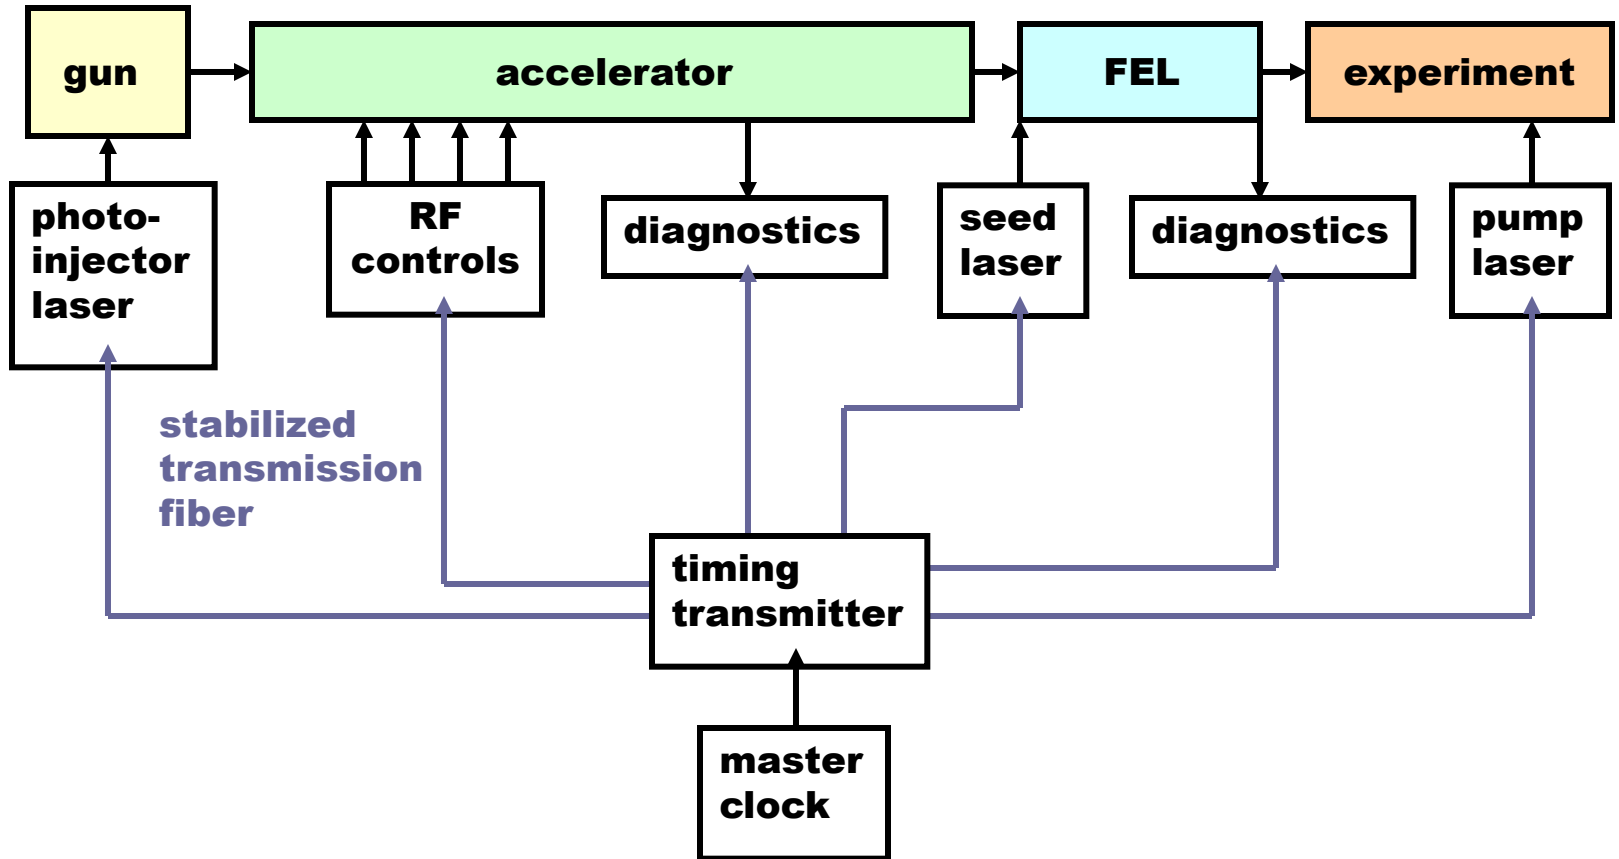 gun
accelerator
FEL
experiment
photo-
injector
laser
RF
controls
diagnostics
seed
laser
diagnostics
pump
laser
stabilized
transmission
fiber
timing
transmitter
master
clock